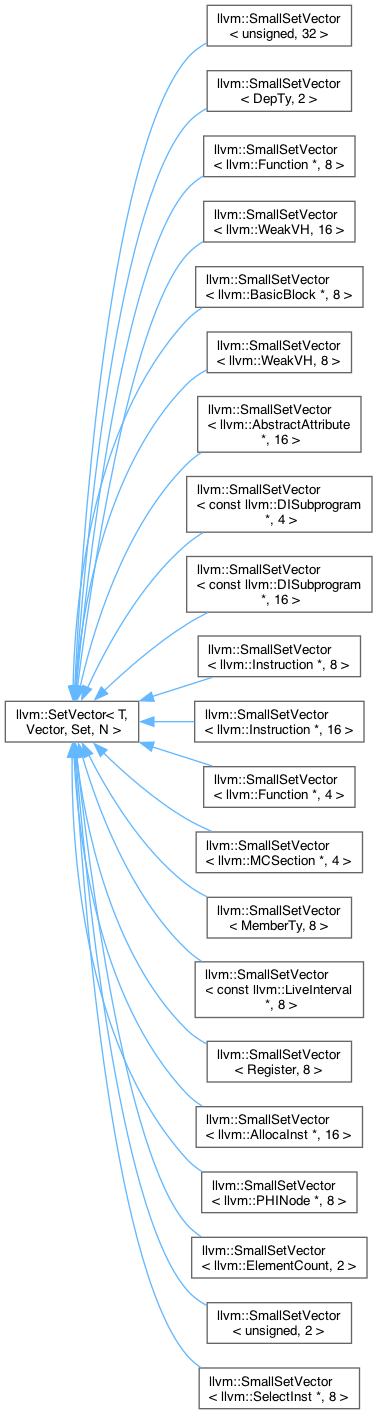 llvm::SmallSetVector
< unsigned, 32 >
llvm::SmallSetVector
< DepTy, 2 >
llvm::SmallSetVector
< llvm::Function *, 8 >
llvm::SmallSetVector
< llvm::WeakVH, 16 >
llvm::SmallSetVector
< llvm::BasicBlock *, 8 >
llvm::SmallSetVector
< llvm::WeakVH, 8 >
llvm::SmallSetVector
< llvm::AbstractAttribute
*, 16 >
llvm::SmallSetVector
< const llvm::DISubprogram
*, 4 >
llvm::SmallSetVector
< const llvm::DISubprogram
*, 16 >
llvm::SmallSetVector
< llvm::Instruction *, 8 >
llvm::SetVector< T,
Vector, Set, N >
llvm::SmallSetVector
< llvm::Instruction *, 16 >
llvm::SmallSetVector
< llvm::Function *, 4 >
llvm::SmallSetVector
< llvm::MCSection *, 4 >
llvm::SmallSetVector
< MemberTy, 8 >
llvm::SmallSetVector
< const llvm::LiveInterval
*, 8 >
llvm::SmallSetVector
< Register, 8 >
llvm::SmallSetVector
< llvm::AllocaInst *, 16 >
llvm::SmallSetVector
< llvm::PHINode *, 8 >
llvm::SmallSetVector
< llvm::ElementCount, 2 >
llvm::SmallSetVector
< unsigned, 2 >
llvm::SmallSetVector
< llvm::SelectInst *, 8 >